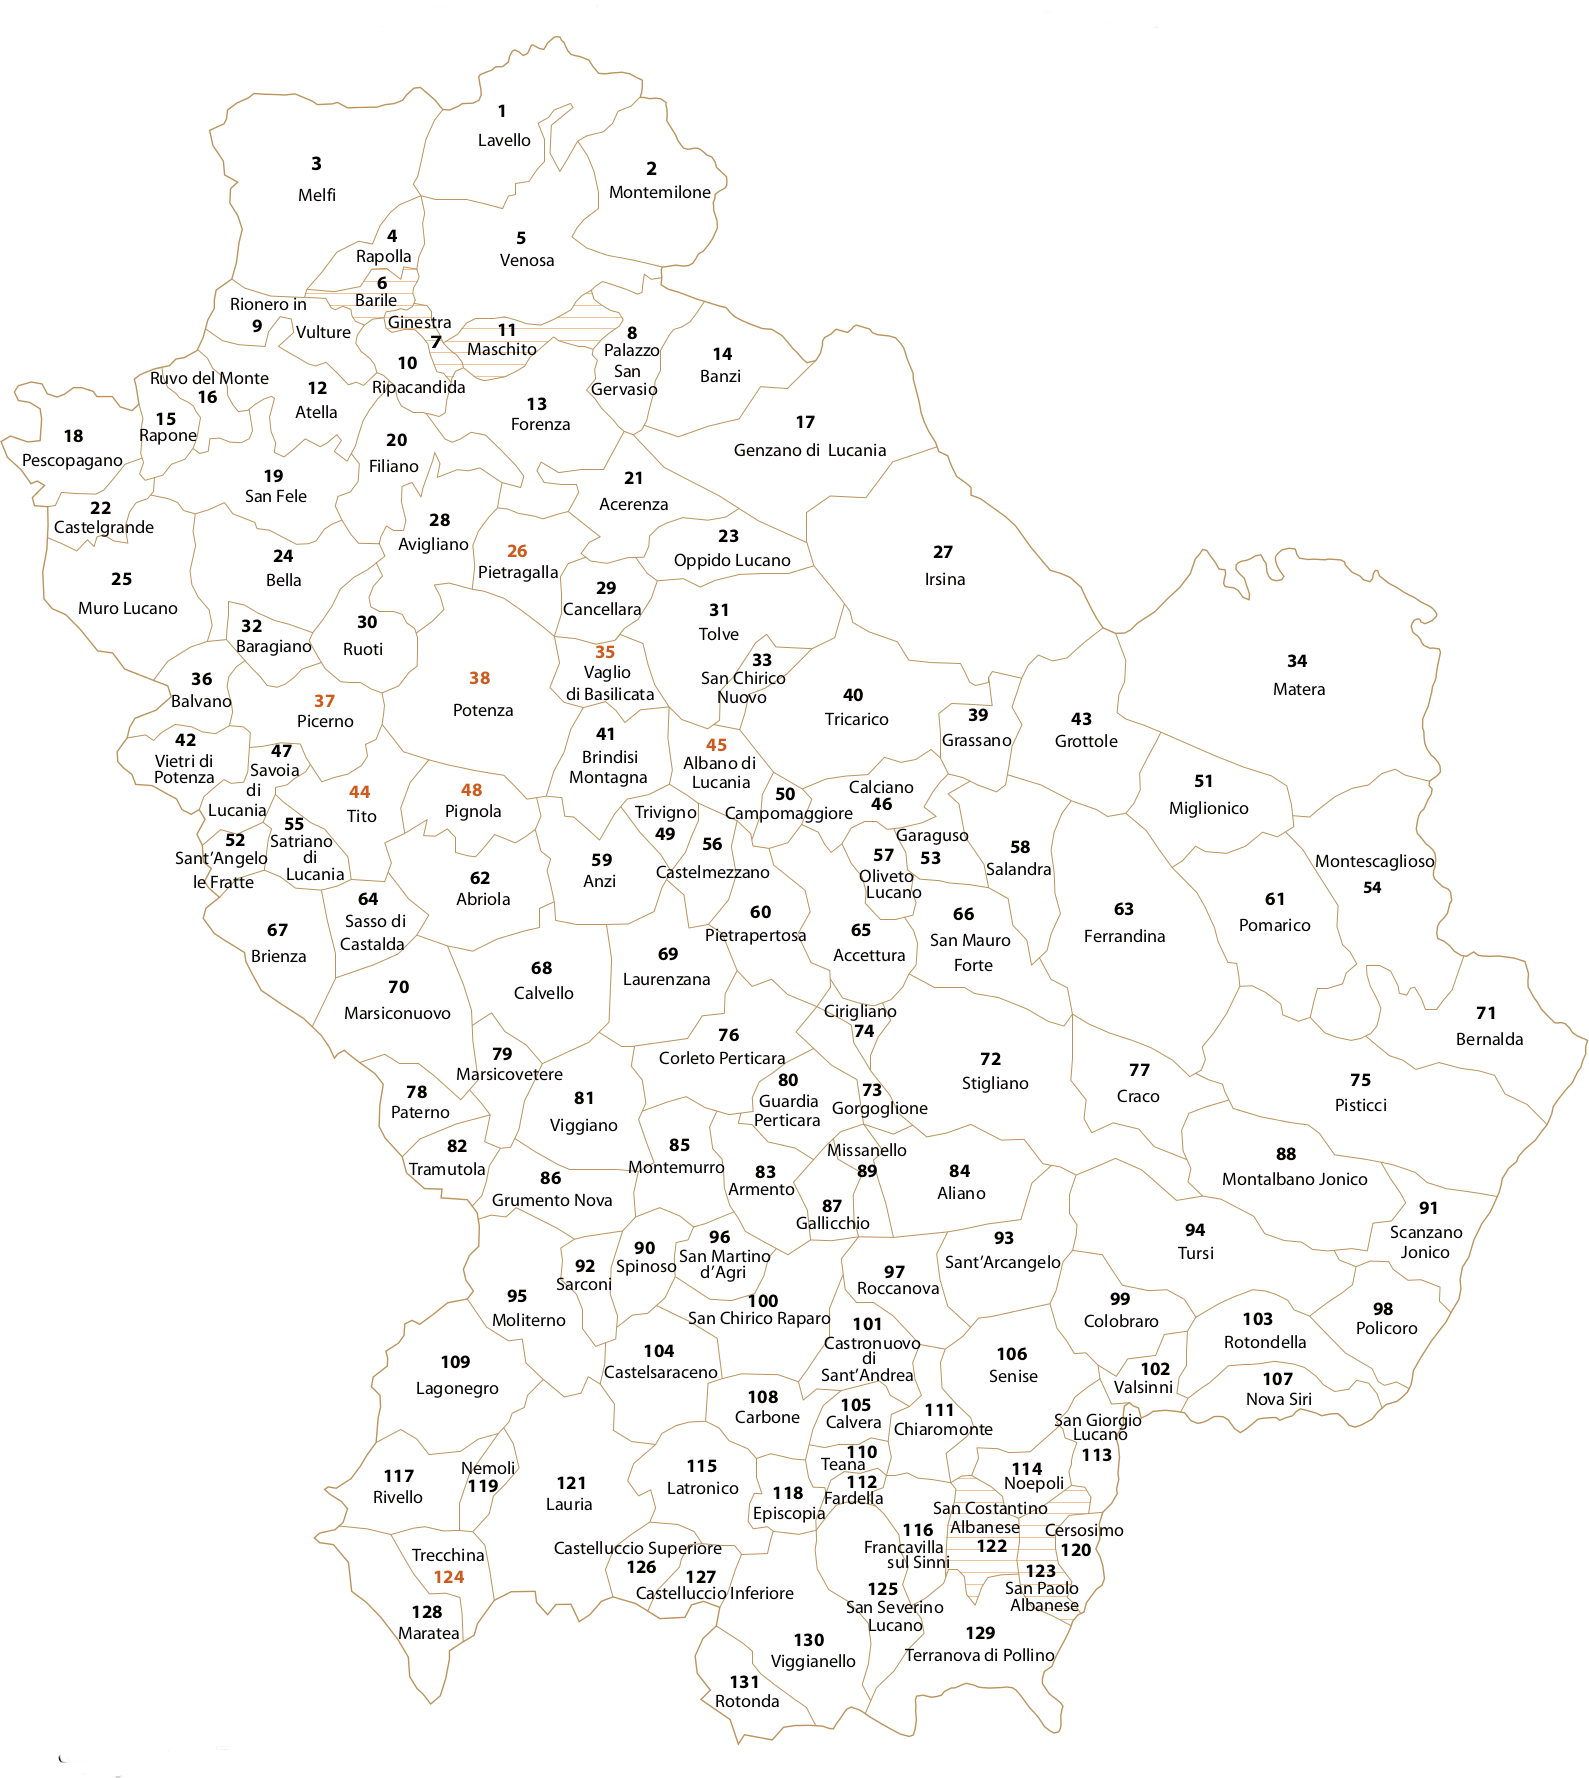 1
Lavello
2
Montemilone
3
Melfi
4
Rapolla
5
Venosa
6
Barile
Ginestra
7
8
Palazzo
San
Gervasio
Rionero in
9
Vulture
10
Ripacandida
11
Maschito
12
Atella
13
Forenza
14
Banzi
15
Rapone
Ruvo del Monte
16
17
Genzano di Lucania
18
Pescopagano
19
San Fele
20
Filiano
21
Acerenza
22
Castelgrande
23
Oppido Lucano
24
Bella
25
Muro Lucano
26
Pietragalla
27
Irsina
28
Avigliano
29
Cancellara
30
Ruoti
31
Tolve
32
Baragiano
33
San Chirico
Nuovo
34
Matera
35
Vaglio
di Basilicata
36
Balvano
37
Picerno
38
Potenza
39
Grassano
40
Tricarico
41
Brindisi
Montagna
42
Vietri di
Potenza
43
Grottole
44
Tito
45
Albano di
Lucania
Calciano
46
47
Savoia
di
Lucania
48
Pignola
Trivigno
49
50
Campomaggiore
51
Miglionico
52
Sant’Angelo
le Fratte
Garaguso
53
Montescaglioso
54
55
Satriano
di
Lucania
56
Castelmezzano
57
Oliveto
Lucano
58
Salandra
59
Anzi
60
Pietrapertosa
61
Pomarico
62
Abriola
63
Ferrandina
64
Sasso di
Castalda
65
Accettura
66
San Mauro
Forte
67
Brienza
68
Calvello
69
Laurenzana
70
Marsiconuovo
71
Bernalda
72
Stigliano
73
Gorgoglione
Cirigliano
74
75
Pisticci
76
Corleto Perticara
77
Craco
78
Paterno
79
Marsicovetere
80
Guardia
Perticara
81
Viggiano
82
Tramutola
83
Armento
84
Aliano
85
Montemurro
86
Grumento Nova
87
Gallicchio
88
Montalbano Jonico
Missanello
89
90
Spinoso
91
Scanzano
Jonico
92
Sarconi
93
Sant’Arcangelo
94
Tursi
95
Moliterno
96
San Martino
d’Agri
97
Roccanova
98
Policoro
99
Colobraro
100
San Chirico Raparo
101
Castronuovo
di
Sant’Andrea
102
Valsinni
103
Rotondella
104
Castelsaraceno
105
Calvera
106
Senise
107
Nova Siri
108
Carbone
109
Lagonegro
110
Teana
111
Chiaromonte
112
Fardella
San Giorgio
Lucano
113
114
Noepoli
115
Latronico
116
Francavilla
sul Sinni
117
Rivello
118
Episcopia
Nemoli
119
Cersosimo
120
121
Lauria
San Costantino
Albanese
122
123
San Paolo
Albanese
Trecchina
124
125
San Severino
Lucano
Castelluccio Superiore
126
127
Castelluccio Inferiore
128
Maratea
129
Terranova di Pollino
130
Viggianello
131
Rotonda